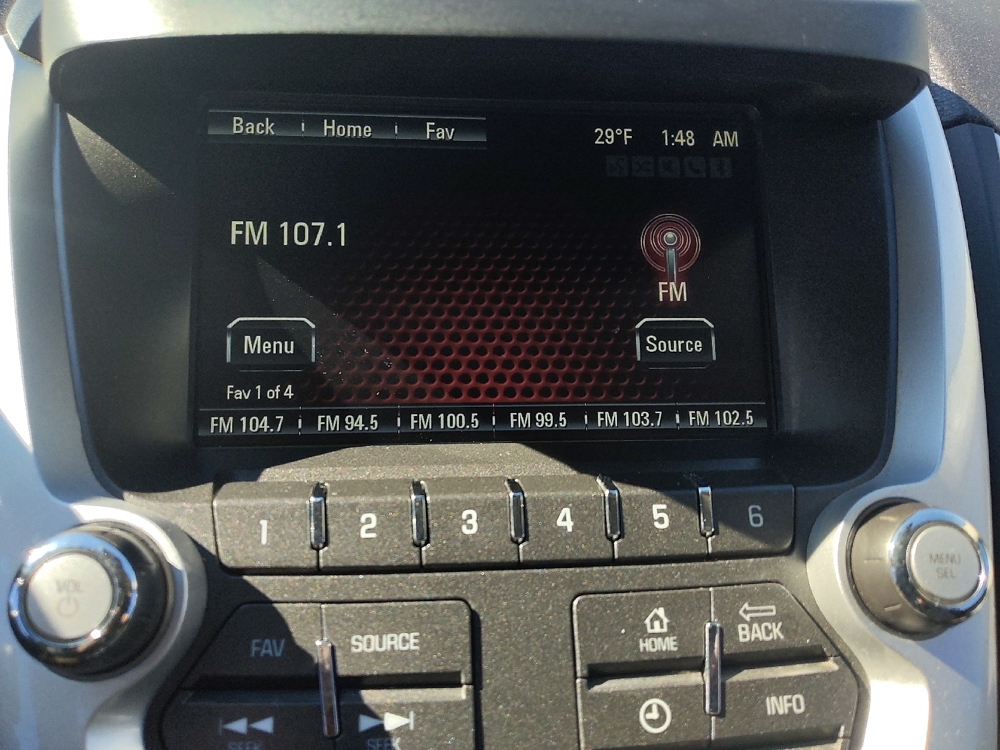 Back Home Fav 29°F 1:48 AM
FM 107.1
FM
Menu Source
Fav 1 of 4
FM 104.7 FM 94.5 FM 100.5 FM 99.5 FM 103.7 FM 102.5
1 2 3 4 5 6
VOL
MENU
SEL
FAV SOURCE
HOME BACK
INFO
SEEK SEEK